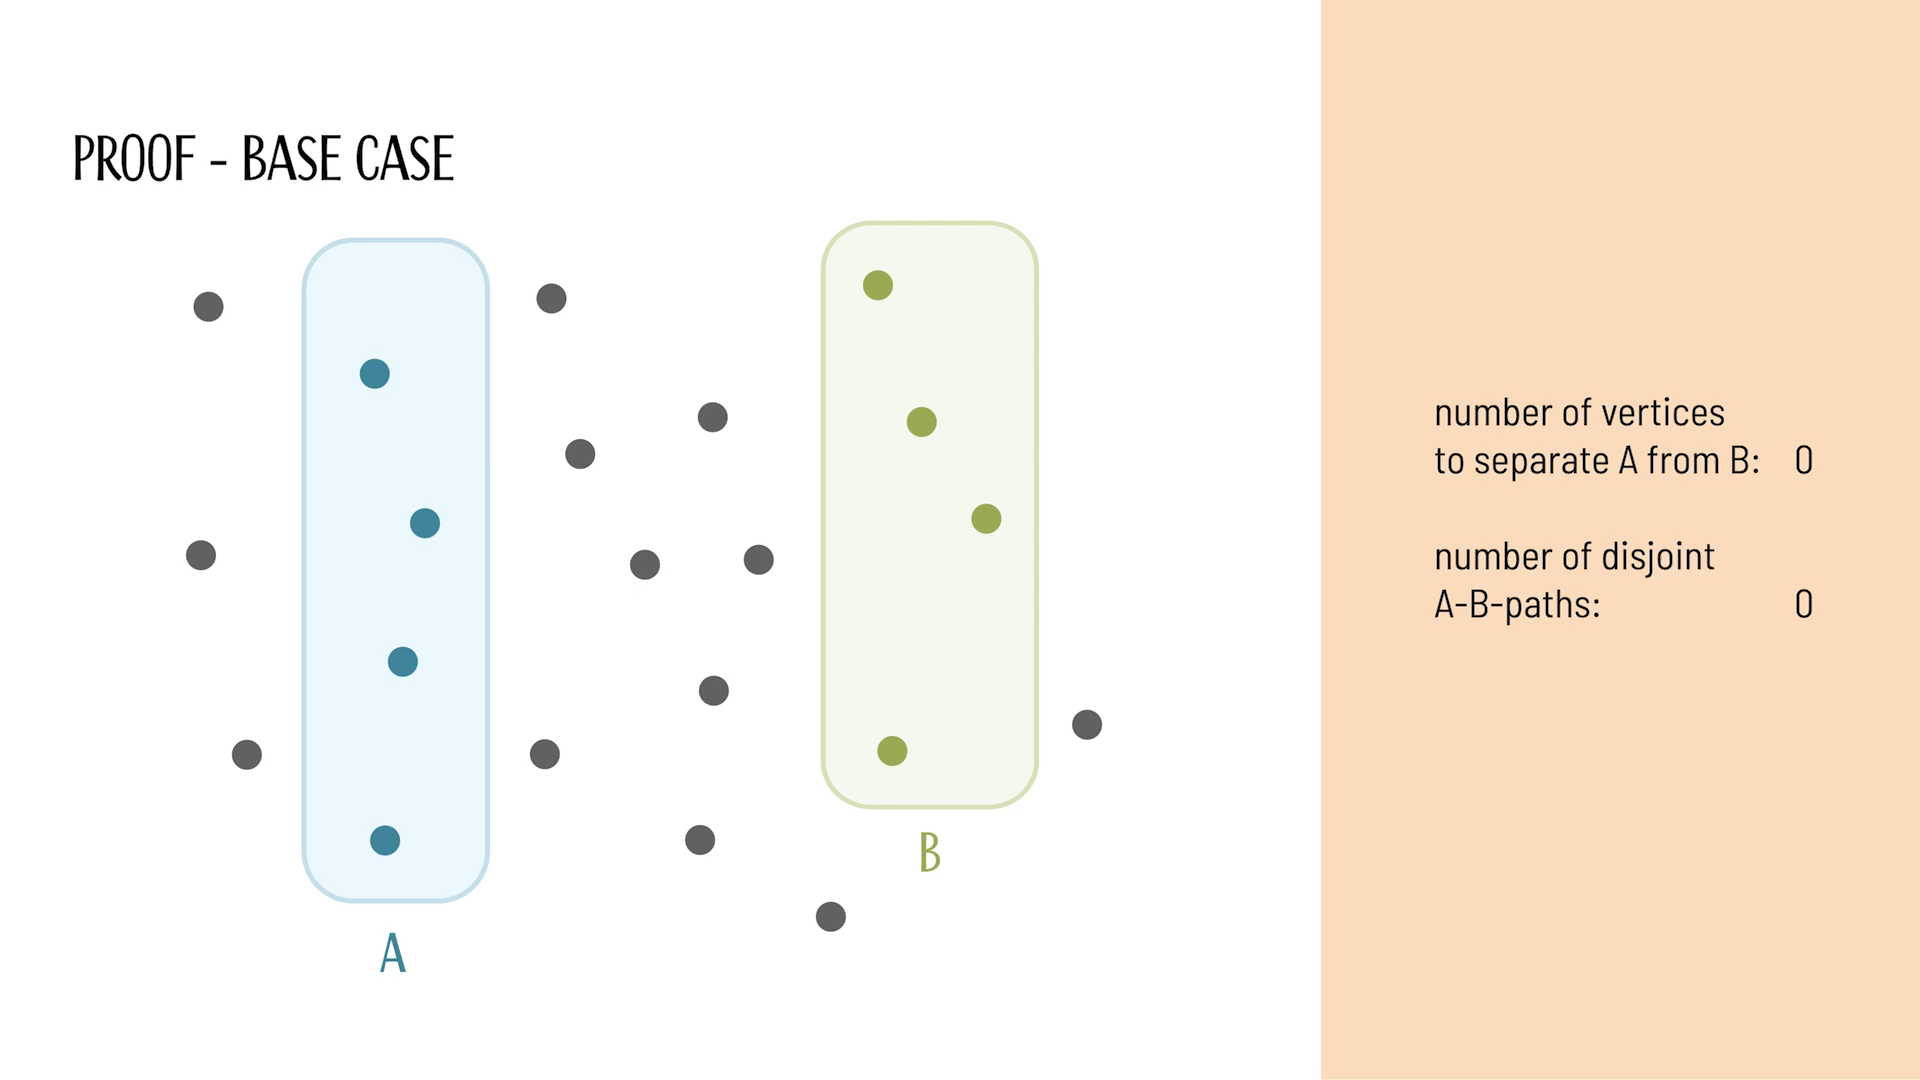 PROOF - BASE CASE
A
B
number of vertices
to separate A from B: 0
number of disjoint
A-B-paths: 0